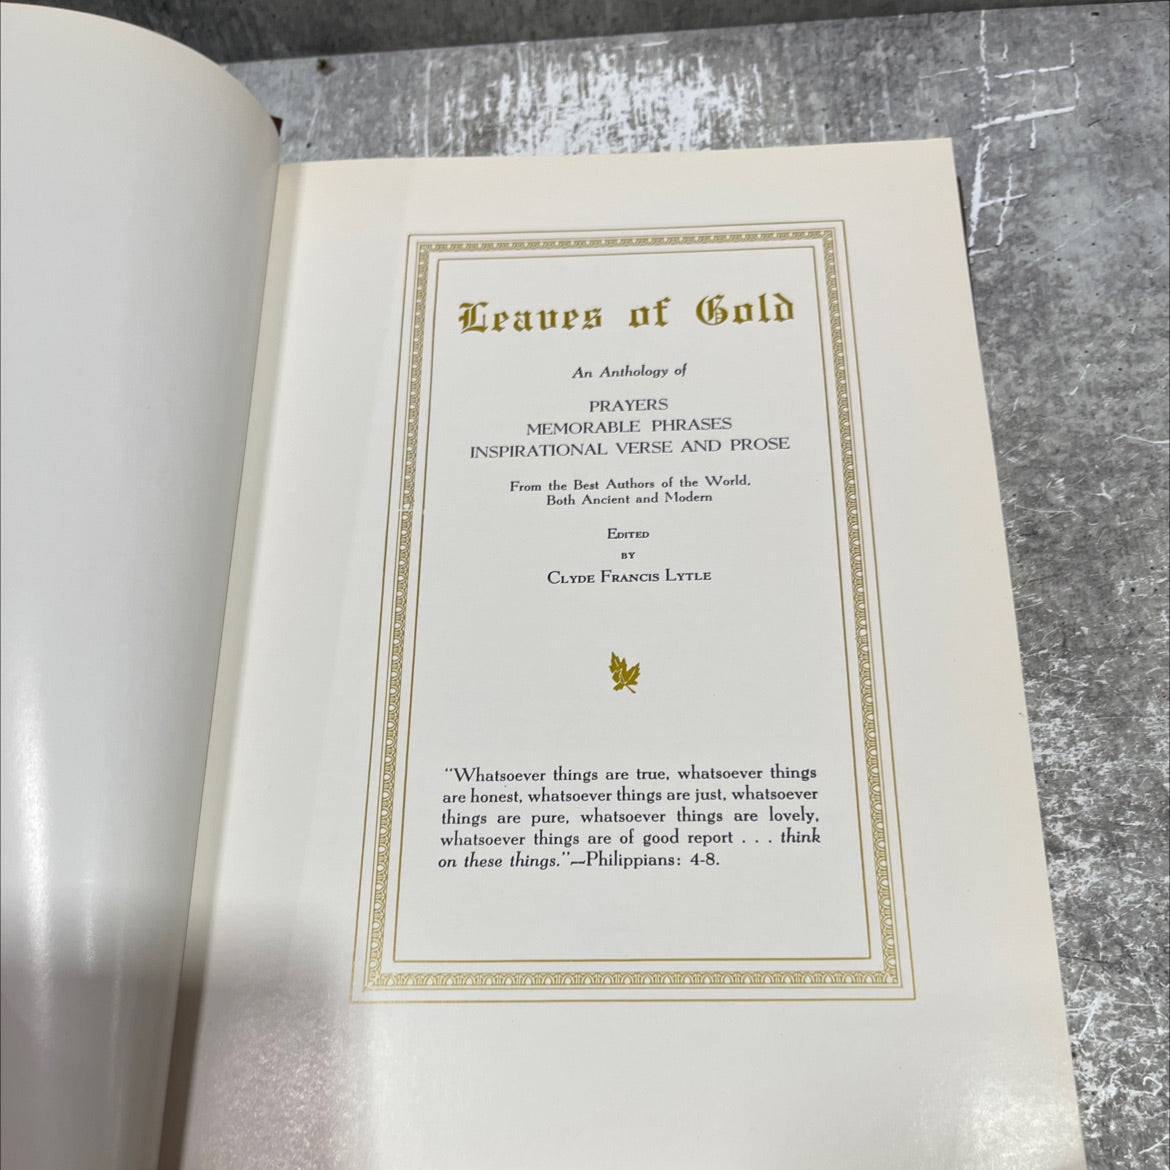 Leaves of Gold
An Anthology of
PRAYERS
MEMORABLE PHRASES
INSPIRATIONAL VERSE AND PROSE
From the Best Authors of the World,
Both Ancient and Modern
EDITED
BY
CLYDE FRANCIS LYTLE
“Whatsoever things are true, whatsoever things
are honest, whatsoever things are just, whatsoever
things are pure, whatsoever things are lovely,
whatsoever things are of good report . . . think
on these things.”—Philippians: 4-8.